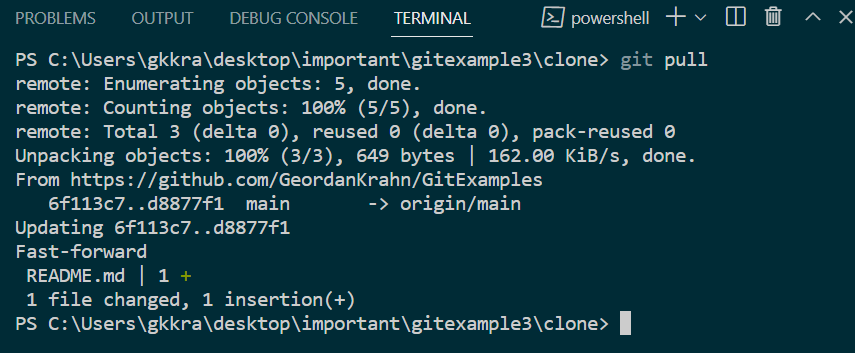 PROBLEMS OUTPUT DEBUG CONSOLE TERMINAL powershell
PS C:\Users\gkkra\desktop\important\gitexample3\clone> git pull
remote: Enumerating objects: 5, done.
remote: Counting objects: 100% (5/5), done.
remote: Total 3 (delta 0), reused 0 (delta 0), pack-reused 0
Unpacking objects: 100% (3/3), 649 bytes | 162.00 KiB/s, done.
From https://github.com/GeordanKrahn/GitExamples
   6f113c7..d8877f1  main       -> origin/main
Updating 6f113c7..d8877f1
Fast-forward
 README.md | 1 +
 1 file changed, 1 insertion(+)
PS C:\Users\gkkra\desktop\important\gitexample3\clone>